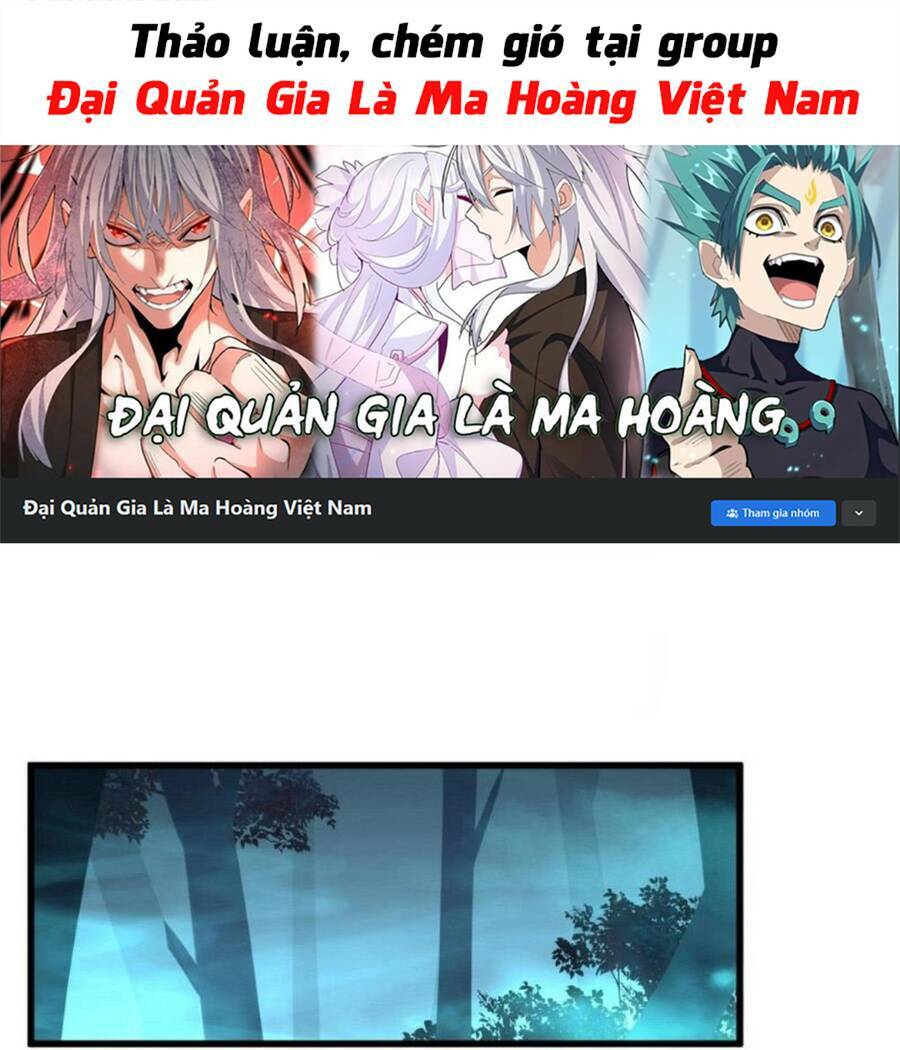 Thảo luận, chém gió tại group
Đại Quản Gia Là Ma Hoàng Việt Nam
ĐẠI QUẢN GIA LÀ MA HOÀNG
Đại Quản Gia Là Ma Hoàng Việt Nam
Tham gia nhóm